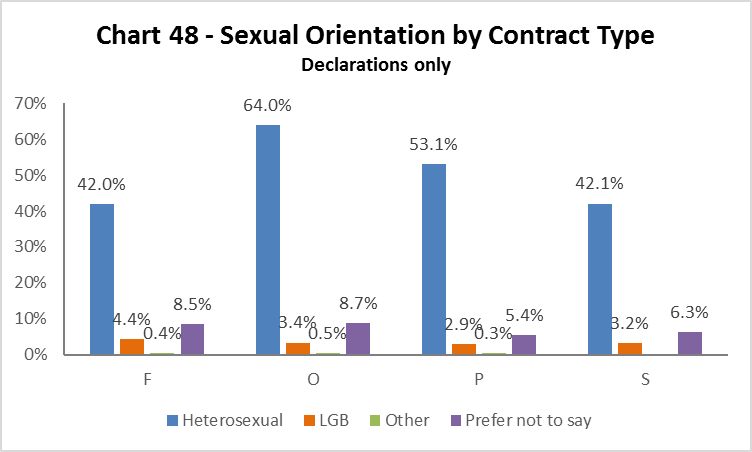 Chart 48 - Sexual Orientation by Contract Type
Declarations only
70%
60%
50%
40%
30%
20%
10%
0%
42.0%
4.4%
0.4%
8.5%
64.0%
3.4%
0.5%
8.7%
53.1%
2.9%
0.3%
5.4%
42.1%
3.2%
6.3%
F
O
P
S
Heterosexual
LGB
Other
Prefer not to say